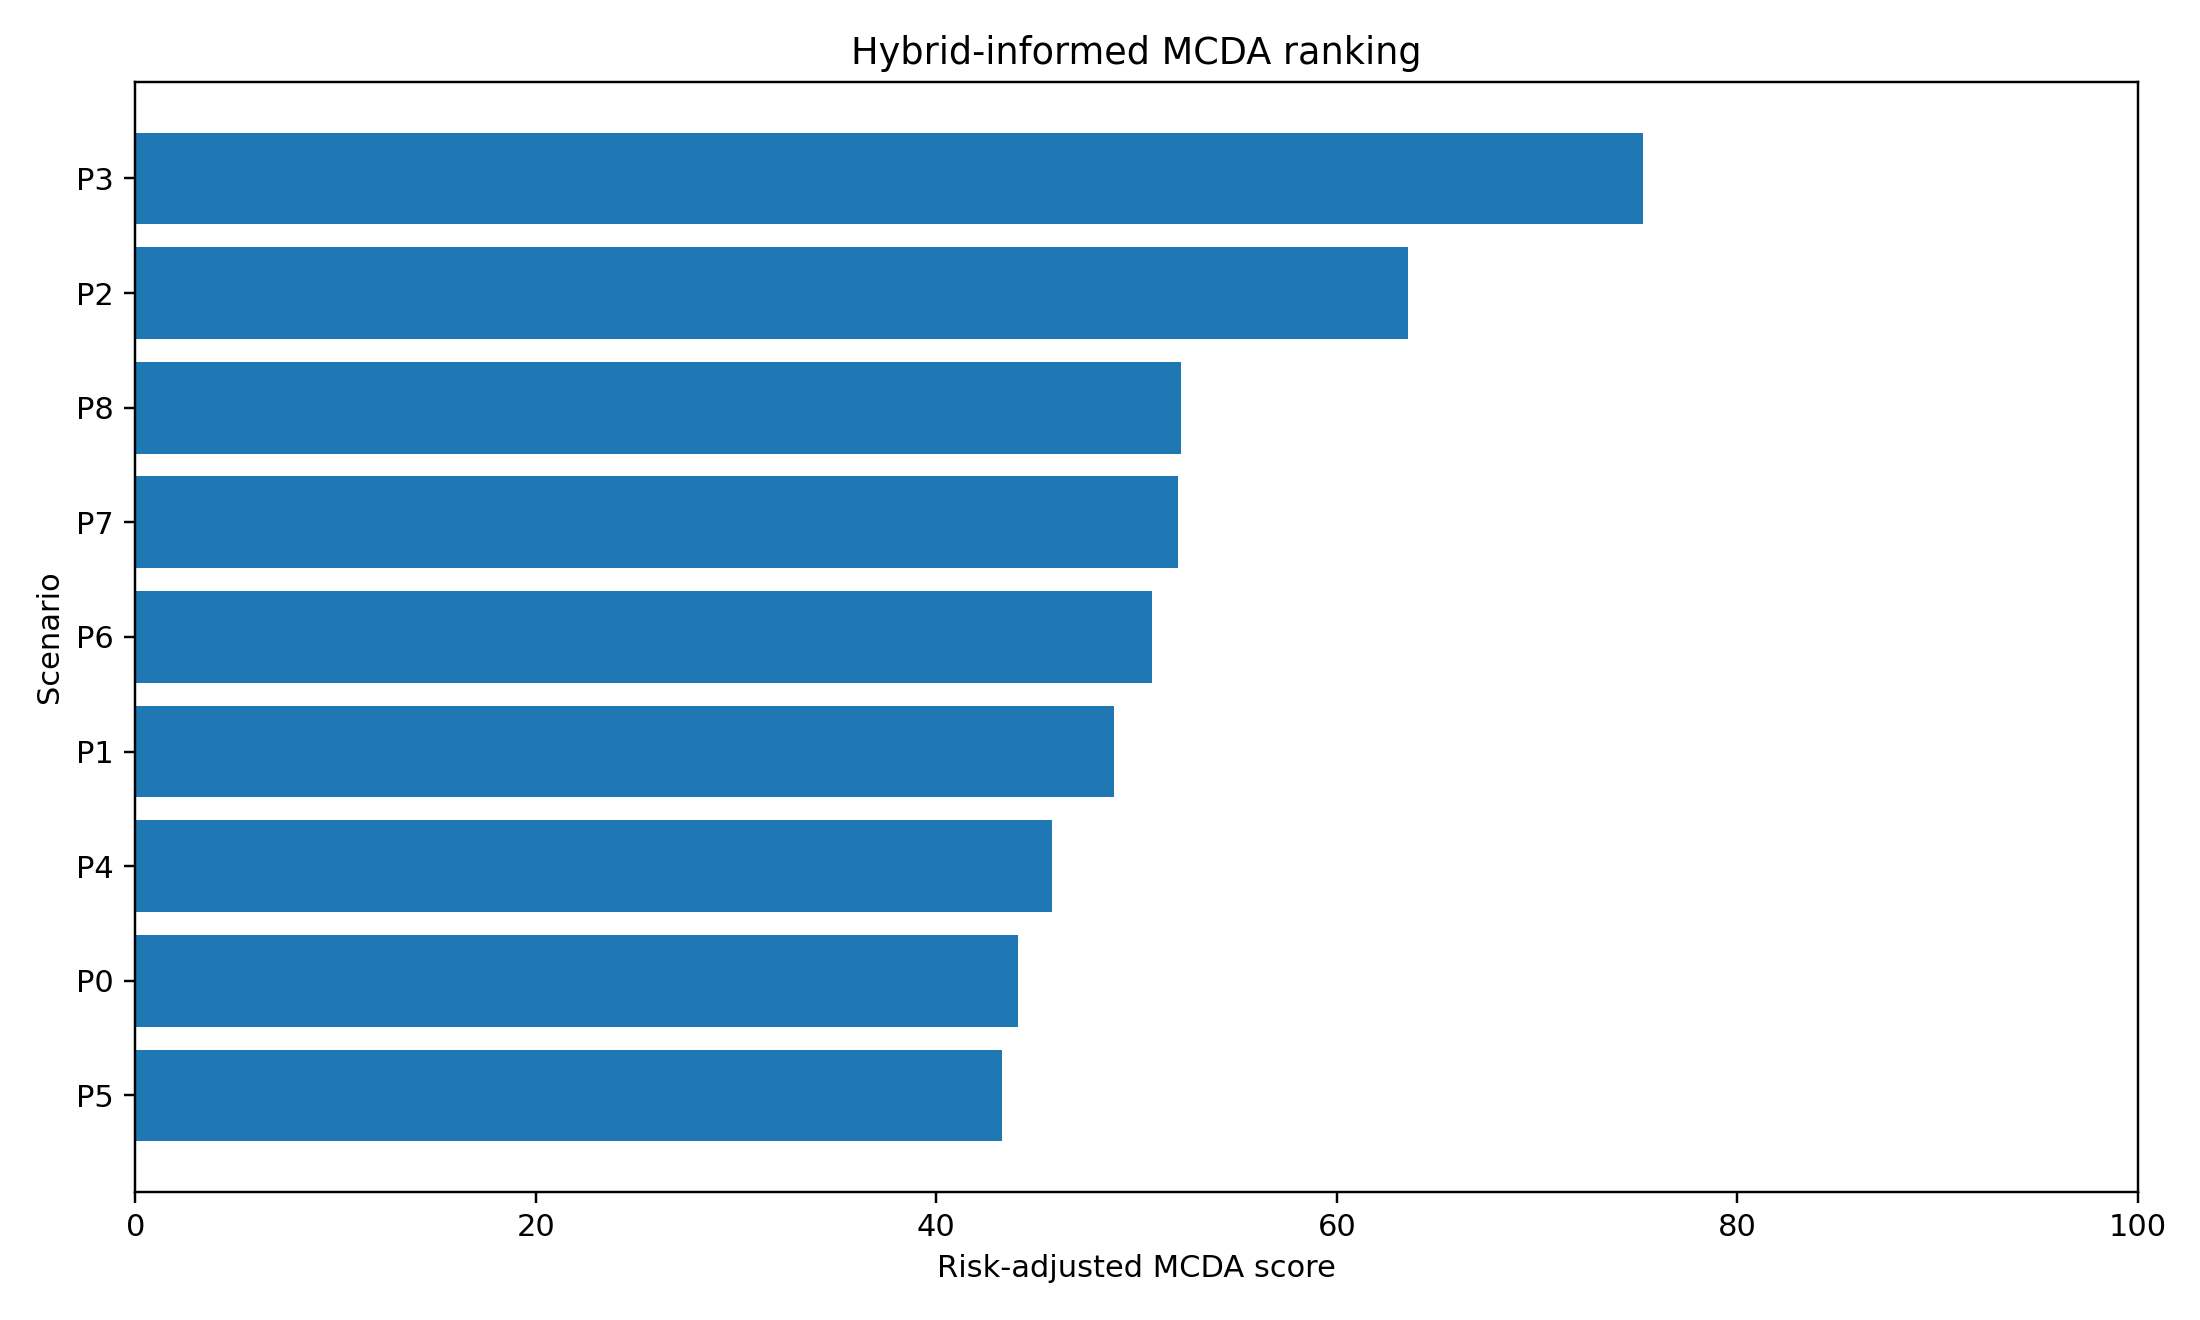 Hybrid-informed MCDA ranking
Scenario
P3
P2
P8
P7
P6
P1
P4
P0
P5
0 20 40 60 80 100
Risk-adjusted MCDA score